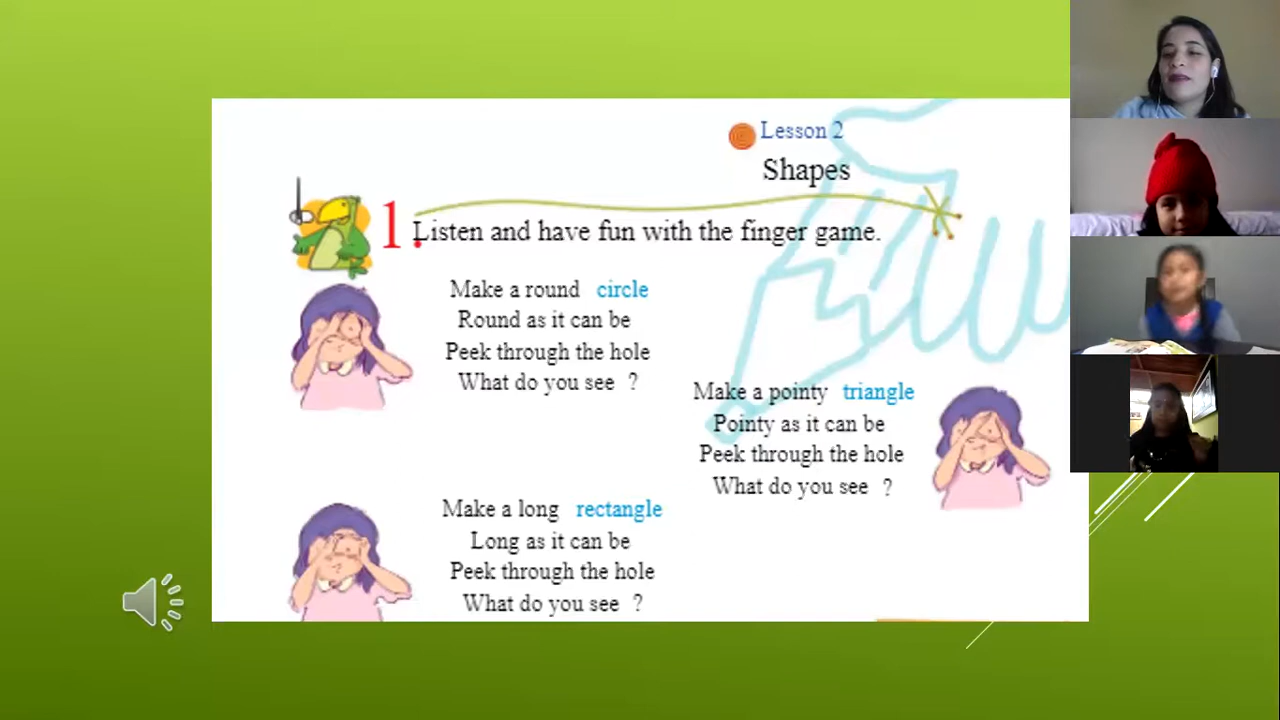 Lesson 2
Shapes
1. Listen and have fun with the finger game.
Make a round circle
Round as it can be
Peek through the hole
What do you see ?
Make a pointy triangle
Pointy as it can be
Peek through the hole
What do you see ?
Make a long rectangle
Long as it can be
Peek through the hole
What do you see ?